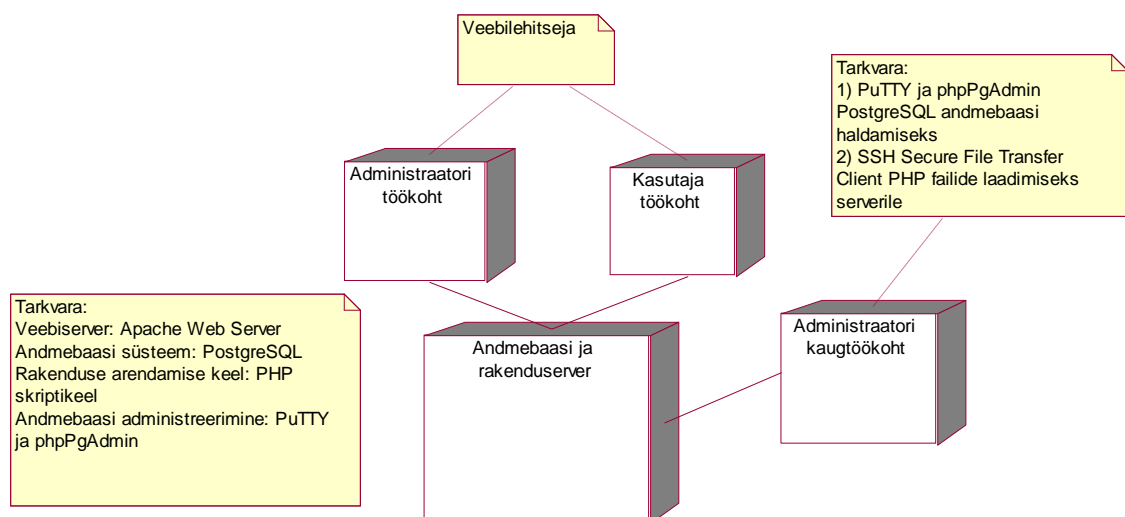 Veebilehitseja
Tarkvara:
1) PuTTY ja phpPgAdmin
PostgreSQL andmebaasi
haldamiseks
2) SSH Secure File Transfer
Client PHP failide laadimiseks
serverile
Administraatori
töökoht
Kasutaja
töökoht
Tarkvara:
Veebiserver: Apache Web Server
Andmebaasi süsteem: PostgreSQL
Rakenduse arendamise keel: PHP
skriptikeel
Andmebaasi administreerimine: PuTTY
ja phpPgAdmin
Andmebaasi ja
rakenduserver
Administraatori
kaugtöökoht